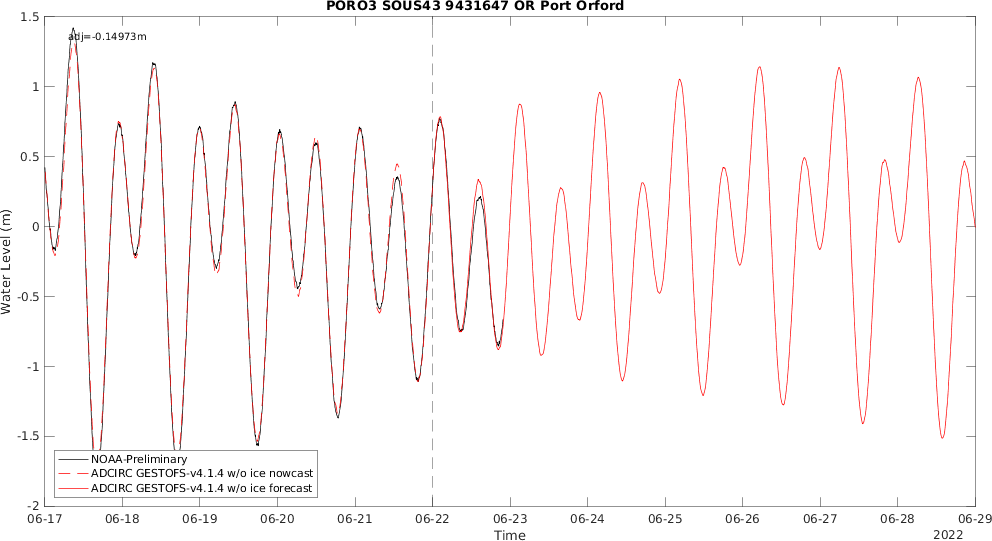 PORO3 SOUS43 9431647 OR Port Orford
adj=-0.14973m
Water Level (m)
1.5
1
0.5
0
-0.5
-1
-1.5
-2
NOAA-Preliminary
ADCIRC GESTOFS-v4.1.4 w/o ice nowcast
ADCIRC GESTOFS-v4.1.4 w/o ice forecast
06-17 06-18 06-19 06-20 06-21 06-22 06-23 06-24 06-25 06-26 06-27 06-28 06-29
Time
2022